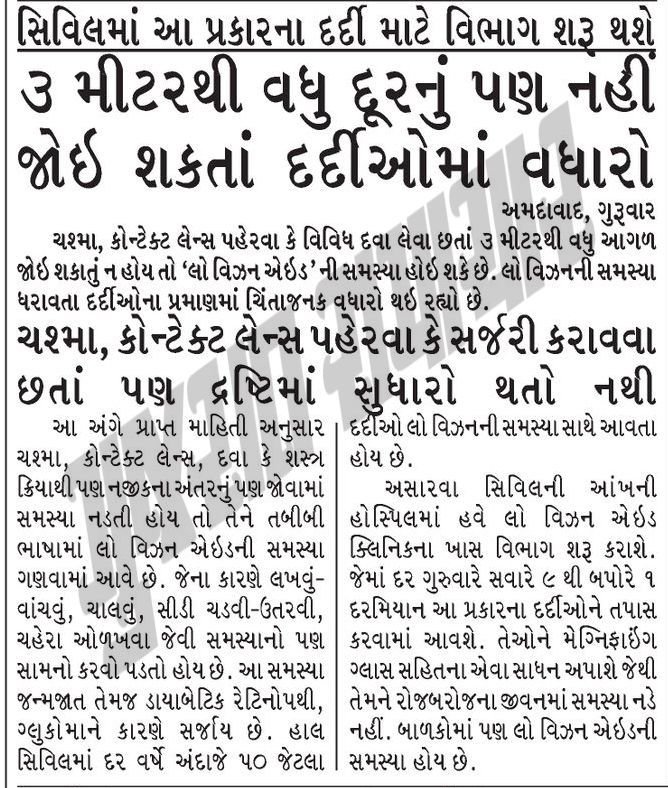 સિવિલમાં આ પ્રકારના દર્દી માટે વિભાગ શરૂ થશે
૩ મીટરથી વધુ દૂરનું પણ નહીં
જોઇ શકતાં દર્દીઓમાં વધારો
અમદાવાદ, ગુરૂવાર
ચશ્મા, કોન્ટેક્ટ લેન્સ પહેરવા કે વિવિધ દવા લેવા છતાં ૩ મીટરથી વધુ આગળ
જોઇ શકાતું ન હોય તો 'લો વિઝન એઇડ'ની સમસ્યા હોઇ શકે છે. લો વિઝનની સમસ્યા
ધરાવતા દર્દીઓના પ્રમાણમાં ચિંતાજનક વધારો થઇ રહ્યો છે.
ચશ્મા, કોન્ટેક્ટ લેન્સ પહેરવા કે સર્જરી કરાવવા
છતાં પણ દ્રષ્ટિમાં સુધારો થતો નથી
આ અંગે પ્રાપ્ત માહિતી અનુસાર
ચશ્મા, કોન્ટેક્ટ લેન્સ, દવા કે શસ્ત્ર
ક્રિયાથી પણ નજીકના અંતરનું પણ જોવામાં
સમસ્યા નડતી હોય તો તેને તબીબી
ભાષામાં લો વિઝન એઇડની સમસ્યા
ગણવામાં આવે છે. જેના કારણે લખવું-
વાંચવું, ચાલવું, સીડી ચડવી-ઉતરવી,
ચહેરા ઓળખવા જેવી સમસ્યાનો પણ
સામનો કરવો પડતો હોય છે. આ સમસ્યા
જન્મજાત તેમજ ડાયાબેટિક રેટિનોપથી,
ગ્લુકોમાને કારણે સર્જાય છે. હાલ
સિવિલમાં દર વર્ષે અંદાજે ૫૦ જેટલા
દર્દીઓ લો વિઝનની સમસ્યા સાથે આવતા
હોય છે.
અસારવા સિવિલની આંખની
હોસ્પિલમાં હવે લો વિઝન એઇડ
ક્લિનિકના ખાસ વિભાગ શરૂ કરાશે.
જેમાં દર ગુરુવારે સવારે ૯ થી બપોરે ૧
દરમિયાન આ પ્રકારના દર્દીઓને તપાસ
કરવામાં આવશે. તેઓને મેગ્નિફાઇંગ
ગ્લાસ સહિતના એવા સાધન અપાશે જેથી
તેમને રોજબરોજના જીવનમાં સમસ્યા નડે
નહીં. બાળકોમાં પણ લો વિઝન એઇડની
સમસ્યા હોય છે.
ગુજરાત સમાચાર